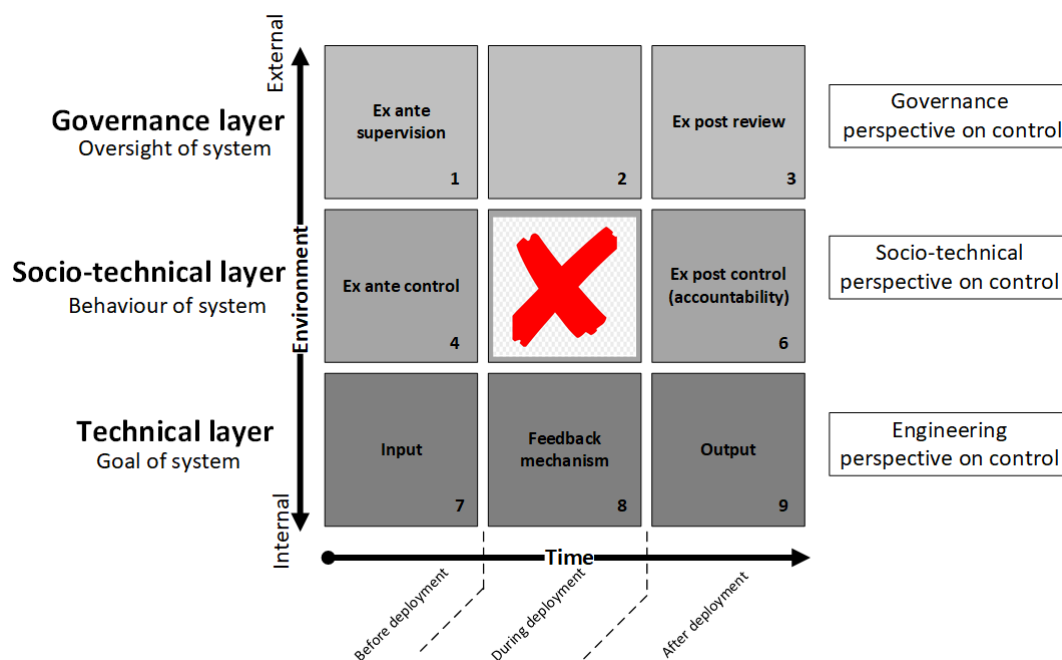 External
Governance layer
Oversight of system
Ex ante
supervision
1
2
Ex post review
3
Governance
perspective on control
Environment
Socio-technical layer
Behaviour of system
Ex ante control
4
Ex post control
(accountability)
6
Socio-technical
perspective on control
Technical layer
Goal of system
Input
7
Feedback
mechanism
8
Output
9
Engineering
perspective on control
Internal
Time
Before deployment
During deployment
After deployment